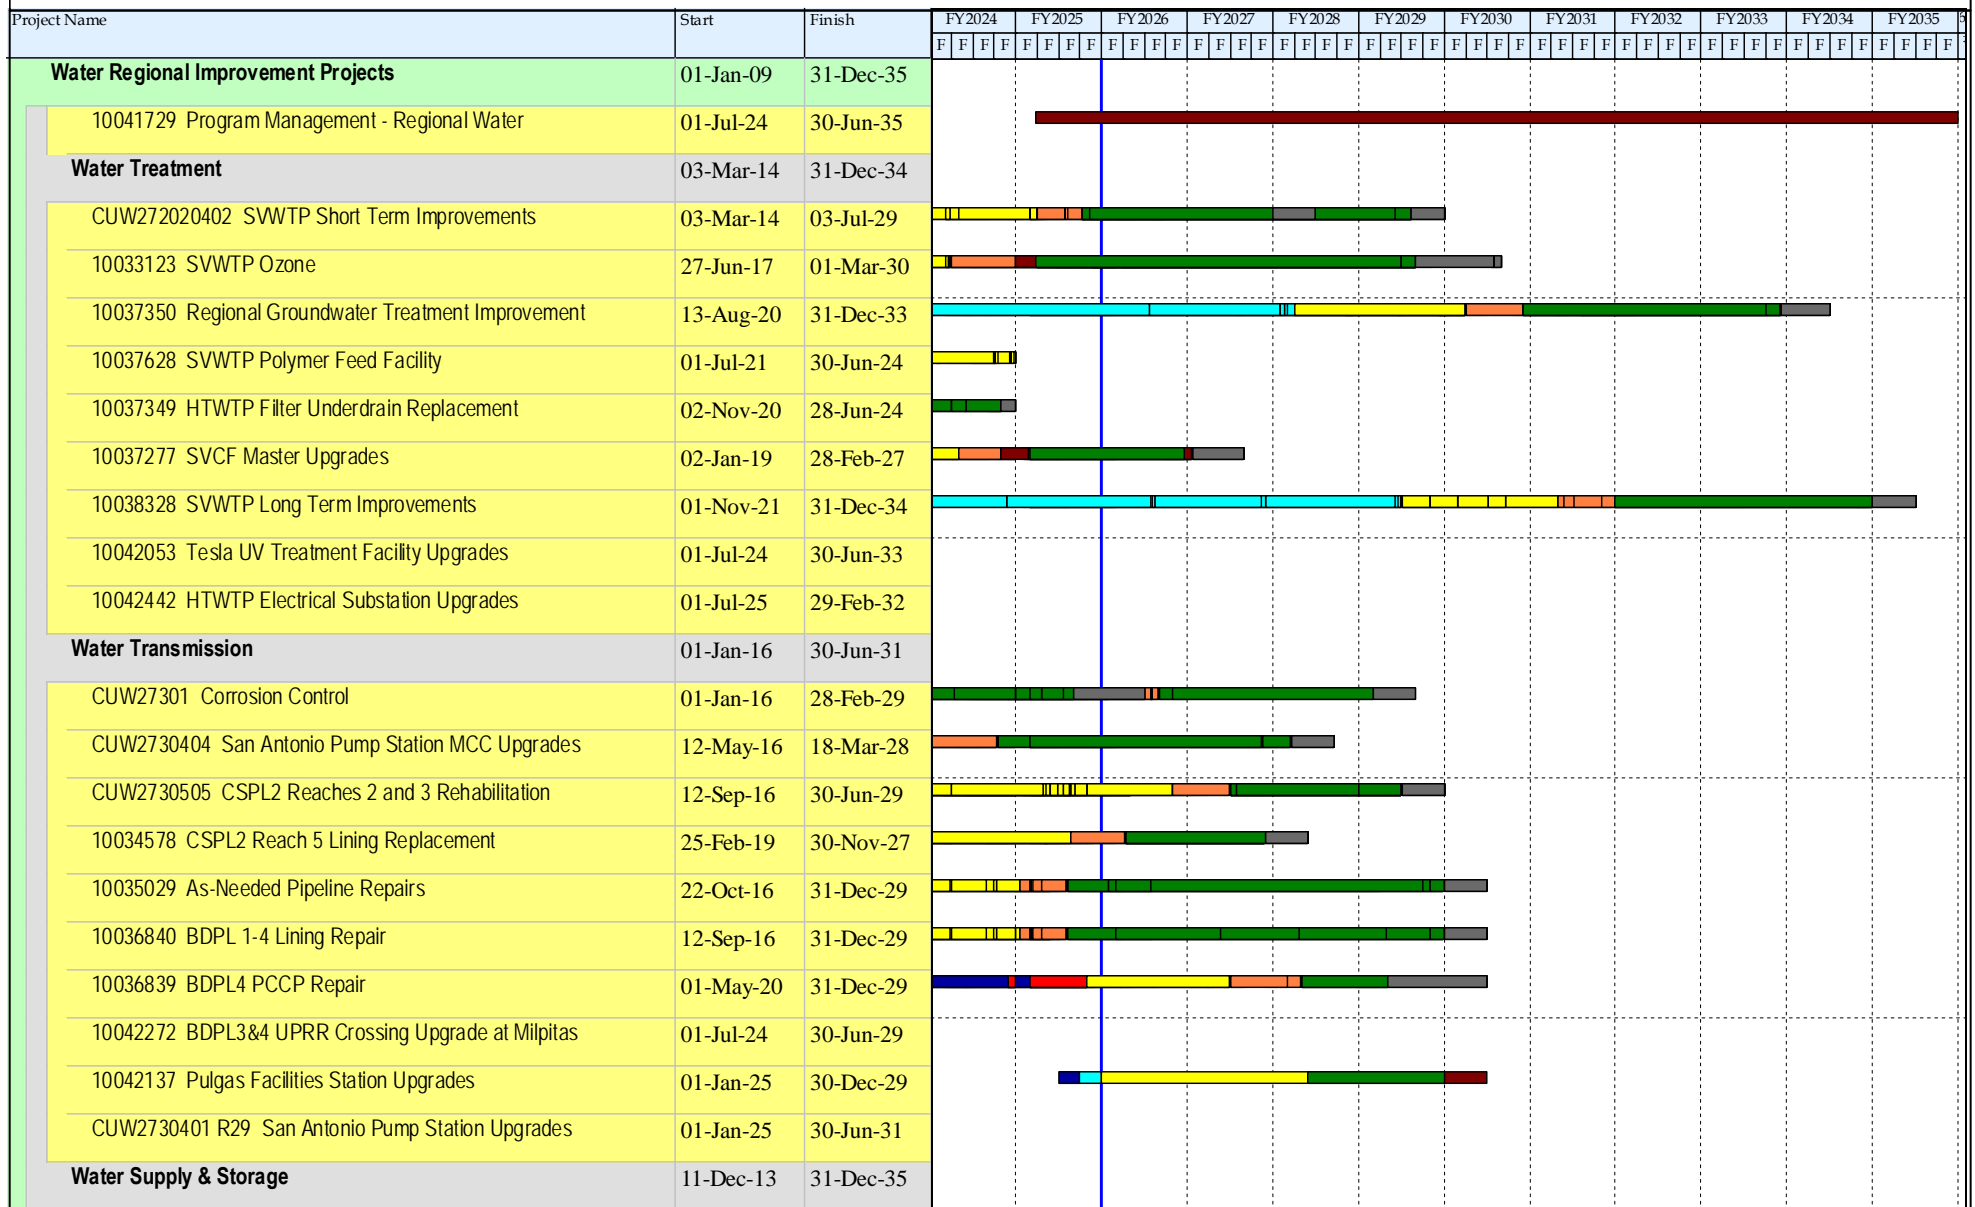 Project Name Start Finish FY2024 FY2025 FY2026 FY2027 FY2028 FY2029 FY2030 FY2031 FY2032 FY2033 FY2034 FY2035
F F F F F F F F F F F F F F F F F F F F F F F F F F F F F F F F F F F F F F F F F F F F F F F F
Water Regional Improvement Projects 01-Jan-09 31-Dec-35
10041729 Program Management - Regional Water 01-Jul-24 30-Jun-35
Water Treatment 03-Mar-14 31-Dec-34
CUW272020402 SVWTP Short Term Improvements 03-Mar-14 03-Jul-29
10033123 SVWTP Ozone 27-Jun-17 01-Mar-30
10037350 Regional Groundwater Treatment Improvement 13-Aug-20 31-Dec-33
10037628 SVWTP Polymer Feed Facility 01-Jul-21 30-Jun-24
10037349 HTWTP Filter Underdrain Replacement 02-Nov-20 28-Jun-24
10037277 SVCF Master Upgrades 02-Jan-19 28-Feb-27
10038328 SVWTP Long Term Improvements 01-Nov-21 31-Dec-34
10042053 Tesla UV Treatment Facility Upgrades 01-Jul-24 30-Jun-33
10042442 HTWTP Electrical Substation Upgrades 01-Jul-25 29-Feb-32
Water Transmission 01-Jan-16 30-Jun-31
CUW27301 Corrosion Control 01-Jan-16 28-Feb-29
CUW2730404 San Antonio Pump Station MCC Upgrades 12-May-16 18-Mar-28
CUW2730505 CSPL2 Reaches 2 and 3 Rehabilitation 12-Sep-16 30-Jun-29
10034578 CSPL2 Reach 5 Lining Replacement 25-Feb-19 30-Nov-27
10035029 As-Needed Pipeline Repairs 22-Oct-16 31-Dec-29
10036840 BDPL 1-4 Lining Repair 12-Sep-16 31-Dec-29
10036839 BDPL4 PCCP Repair 01-May-20 31-Dec-29
10042272 BDPL3&4 UPRR Crossing Upgrade at Milpitas 01-Jul-24 30-Jun-29
10042137 Pulgas Facilities Station Upgrades 01-Jan-25 30-Dec-29
CUW2730401 R29 San Antonio Pump Station Upgrades 01-Jan-25 30-Jun-31
Water Supply & Storage 11-Dec-13 31-Dec-35